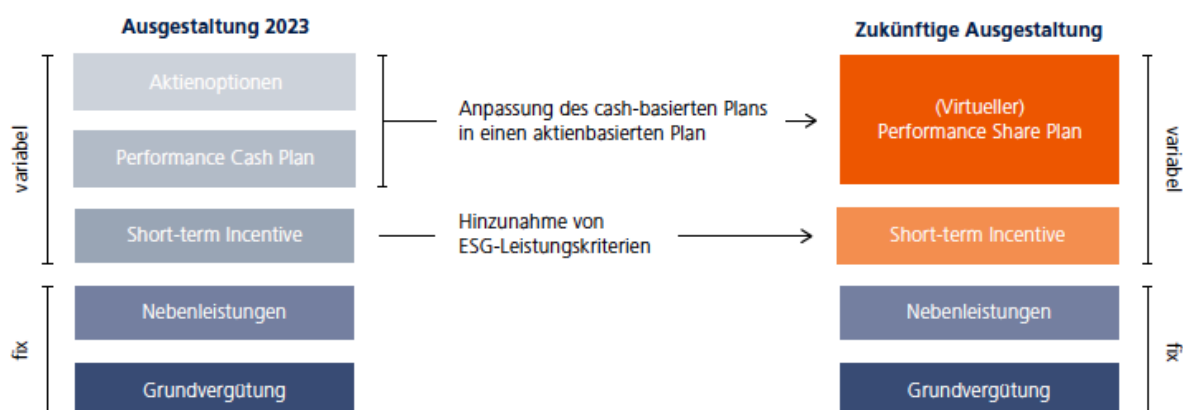 Ausgestaltung 2023
Zukünftige Ausgestaltung
Aktienoptionen
Performance Cash Plan
Anpassung des cash-basierten Plans
in einen aktienbasierten Plan
(Virtueller)
Performance Share Plan
variabel
variabel
Short-term Incentive
Hinzunahme von
ESG-Leistungskriterien
Short-term Incentive
Nebenleistungen
Nebenleistungen
fix
fix
Grundvergütung
Grundvergütung